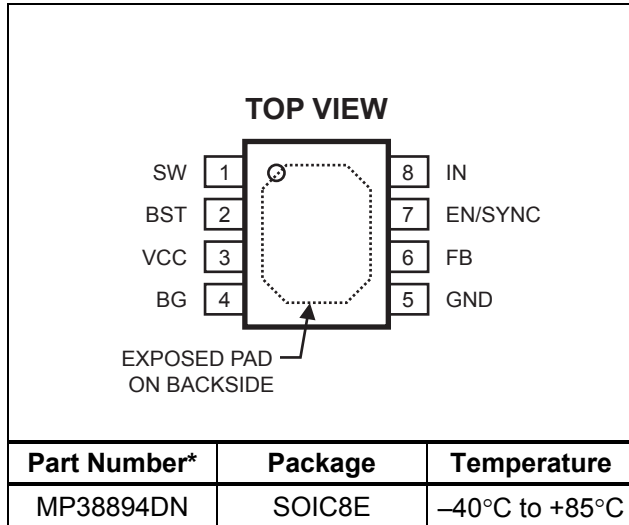 TOP VIEW
SW 1 8 IN
BST 2 7 EN/SYNC
VCC 3 6 FB
BG 4 5 GND
EXPOSED PAD
ON BACKSIDE
Part Number* Package Temperature
MP38894DN SOIC8E –40°C to +85°C